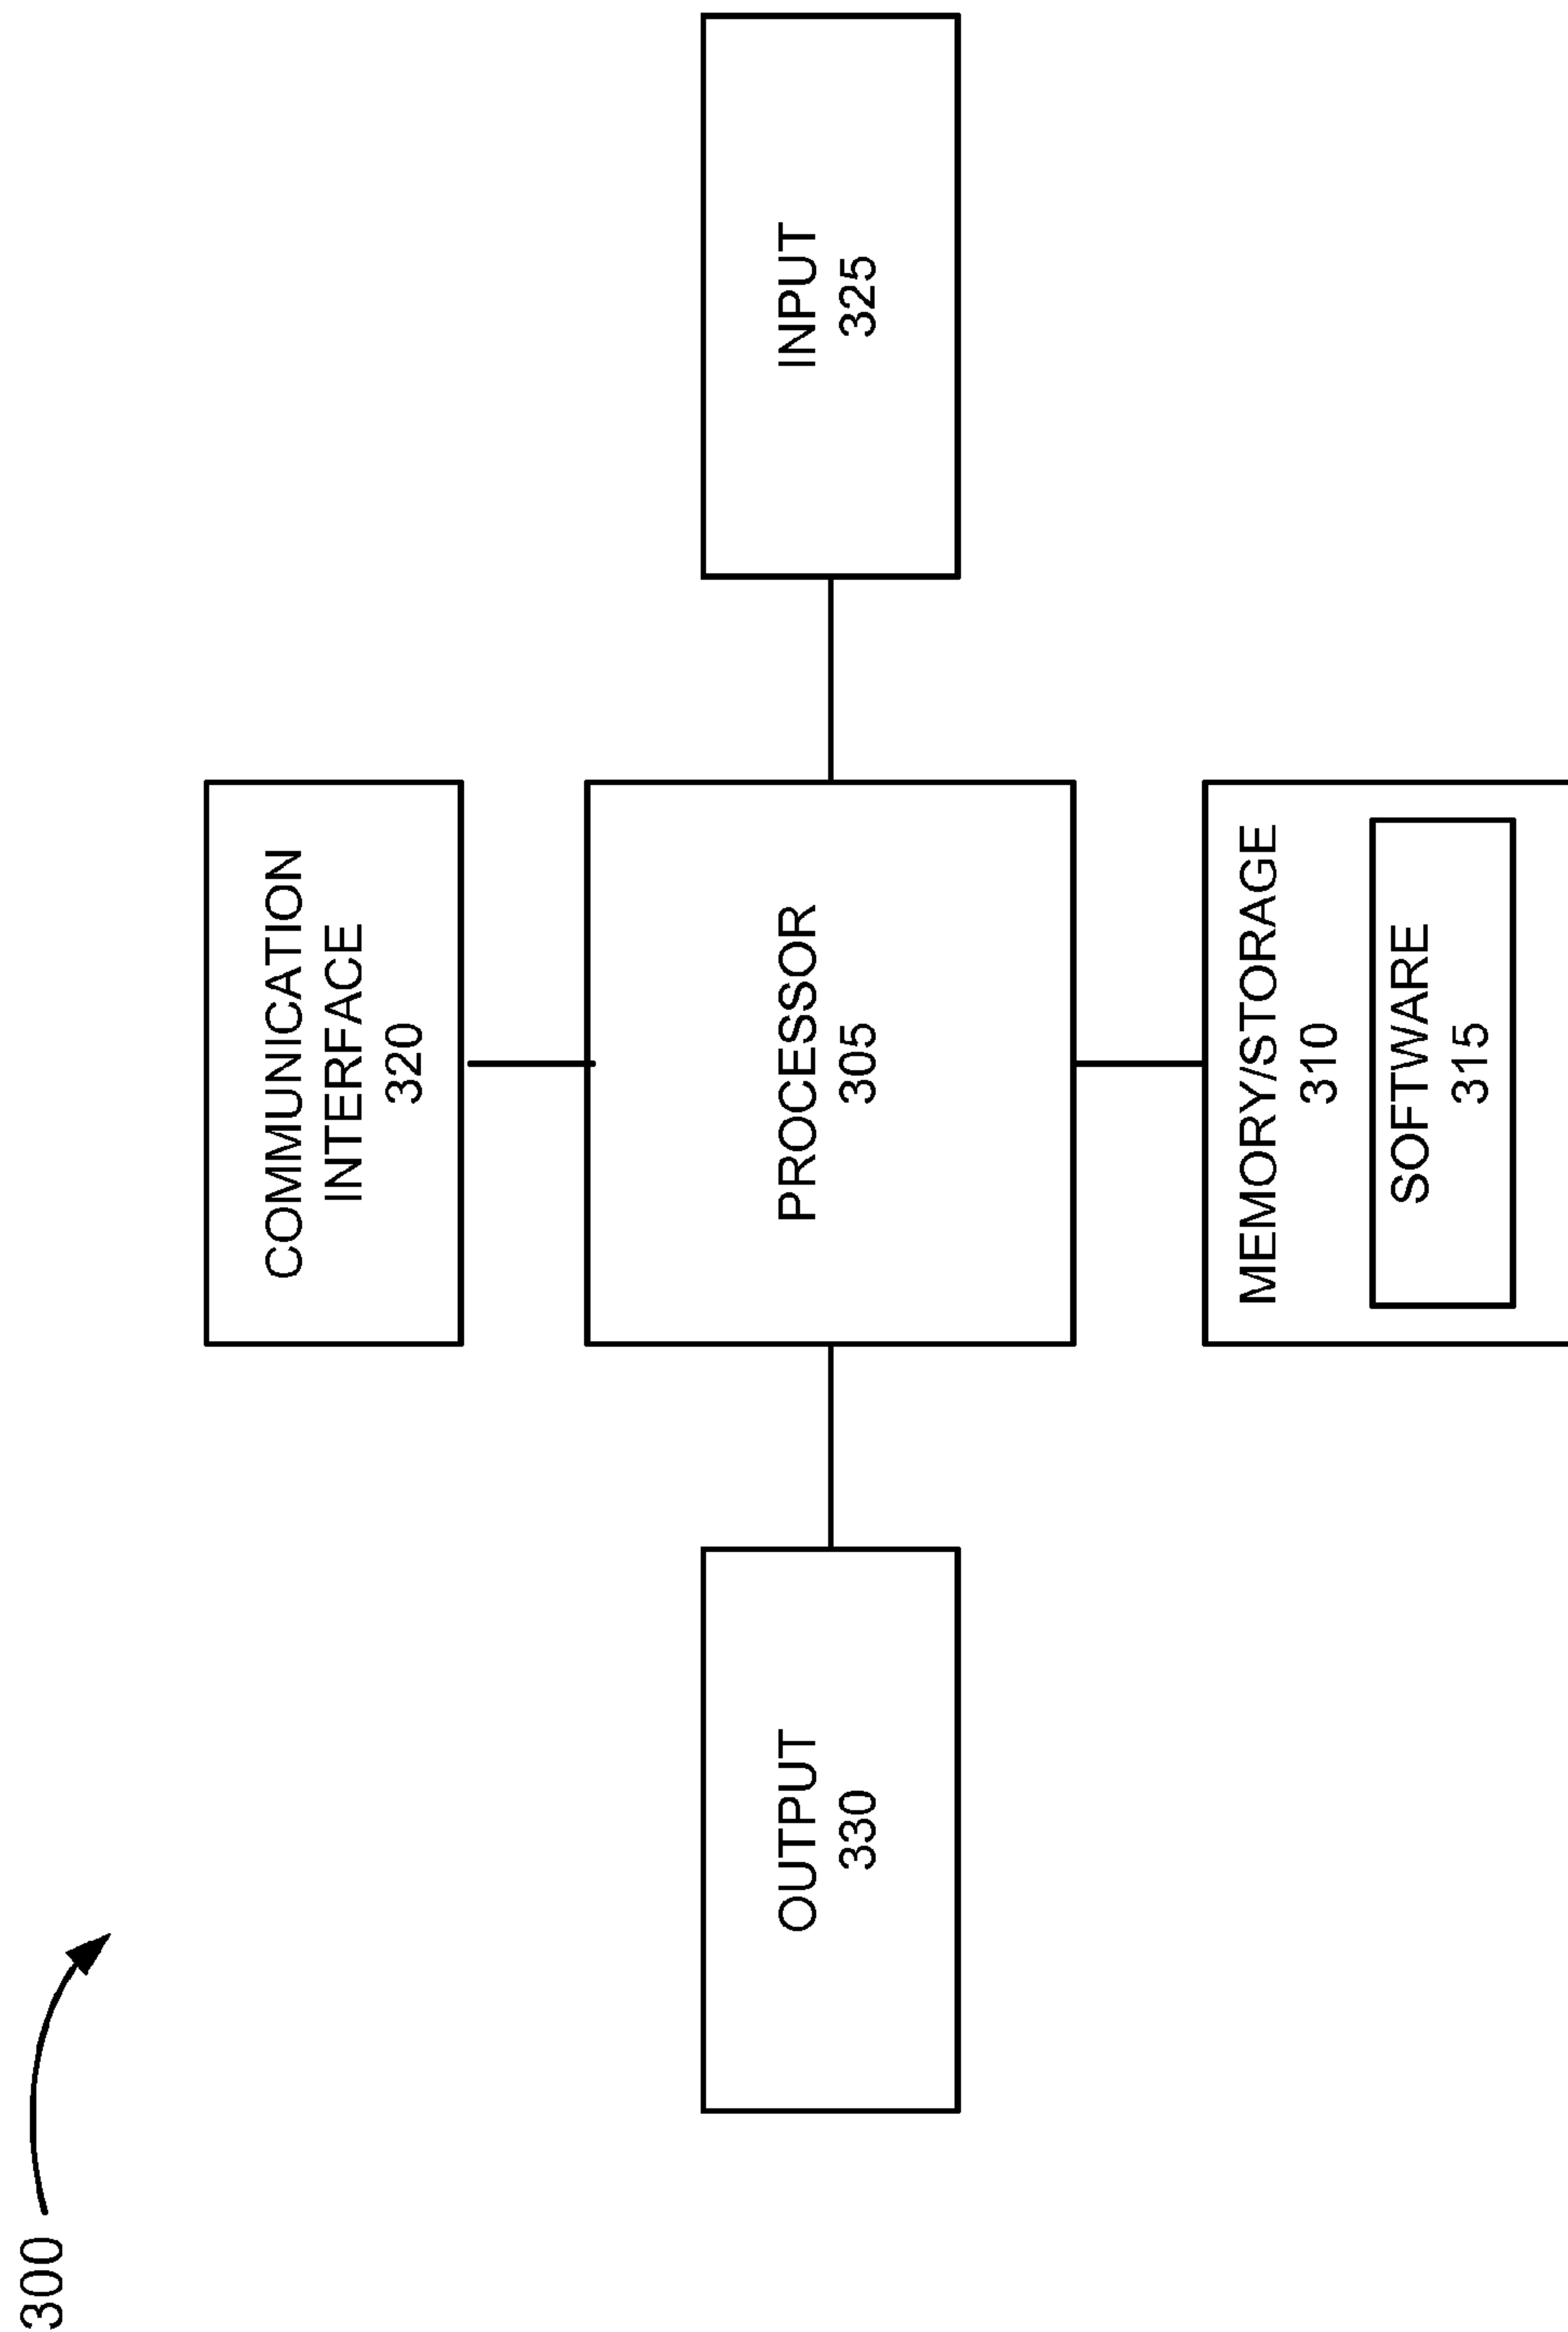 300
COMMUNICATION
INTERFACE
320
OUTPUT
330
PROCESSOR
305
INPUT
325
MEMORY/STORAGE
310
SOFTWARE
315